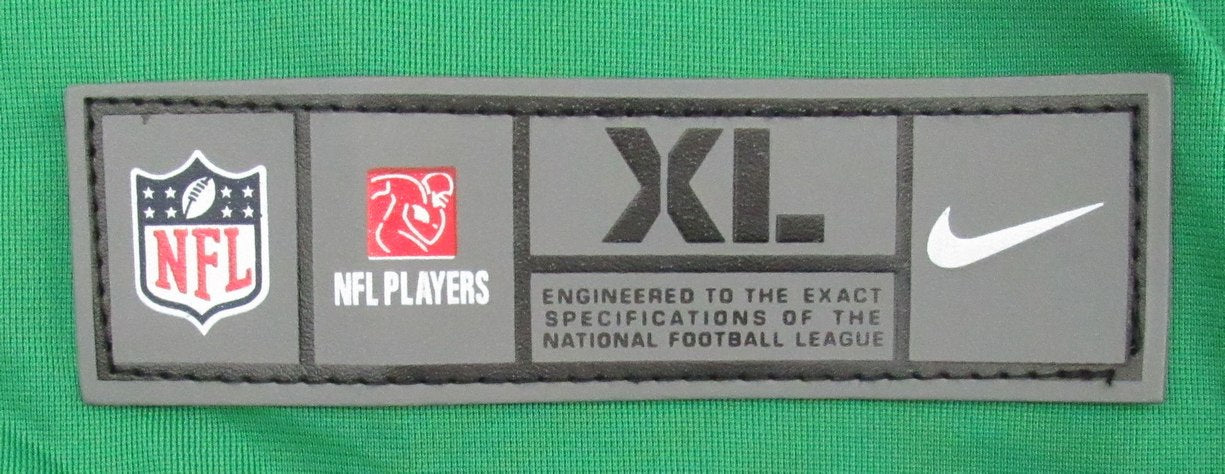 NFL
NFL PLAYERS
XL
ENGINEERED TO THE EXACT
SPECIFICATIONS OF THE
NATIONAL FOOTBALL LEAGUE